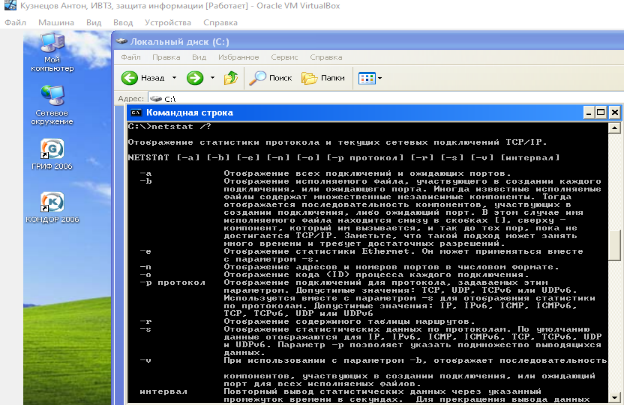 Кузнецов Антон, ИВТЗ, защита информации [Работает] - Oracle VM VirtualBox
Файл Машина Вид Ввод Устройства Справка
Мой компьютер
Сетевое окружение
ГРИФ 2006
КОНДОР 2006
Локальный диск (C:)
Файл Правка Вид Избранное Сервис Справка
Назад Поиск Папки
Адрес: C:\
Командная строка
C:\>netstat /?
Отображение статистики протокола и текущих сетевых подключений TCP/IP.
NETSTAT [-a] [-b] [-e] [-n] [-o] [-p протокол] [-r] [-s] [-v] [интервал]
-a Отображение всех подключений и ожидающих портов.
-b Отображение исполняемого файла, участвующего в создании каждого
подключения, или ожидающего порта. Иногда известные исполняемые
файлы содержат множественные независимые компоненты. Тогда
отображается последовательность компонентов, участвующих в
создании подключения, либо ожидающий порт. В этом случае имя
исполняемого файла находится снизу в скобках [], сверху -
компонент, который им вызывается, и так до тех пор, пока не
достигается TCP/IP. Заметьте, что такой подход может занять
много времени и требует достаточных разрешений.
-e Отображение статистики Ethernet. Он может применяться вместе
с параметром -s.
-n Отображение адресов и номеров портов в числовом формате.
-o Отображение кода (ID) процесса каждого подключения.
-p протокол Отображение подключений для протокола, задаваемых этим
параметром. Допустимые значения: TCP, UDP, TCPv6 или UDPv6.
Используется вместе с параметром -s для отображения статистики
по протоколам. Допустимые значения: IP, IPv6, ICMP, ICMPv6,
TCP, TCPv6, UDP или UDPv6
-r Отображение содержимого таблицы маршрутов.
-s Отображение статистических данных по протоколам. По умолчанию
данные отображаются для IP, IPv6, ICMP, ICMPv6, TCP, TCPv6, UDP
и UDPv6. Параметр -p позволяет указать подмножество выводящихся
данных.
-v При использовании с параметром -b, отображает последовательность
компонентов, участвующих в создании подключения, или ожидающий
порт для всех исполняемых файлов.
интервал Повторный вывод статистических данных через указанный
промежуток времени в секундах. Для прекращения вывода данных